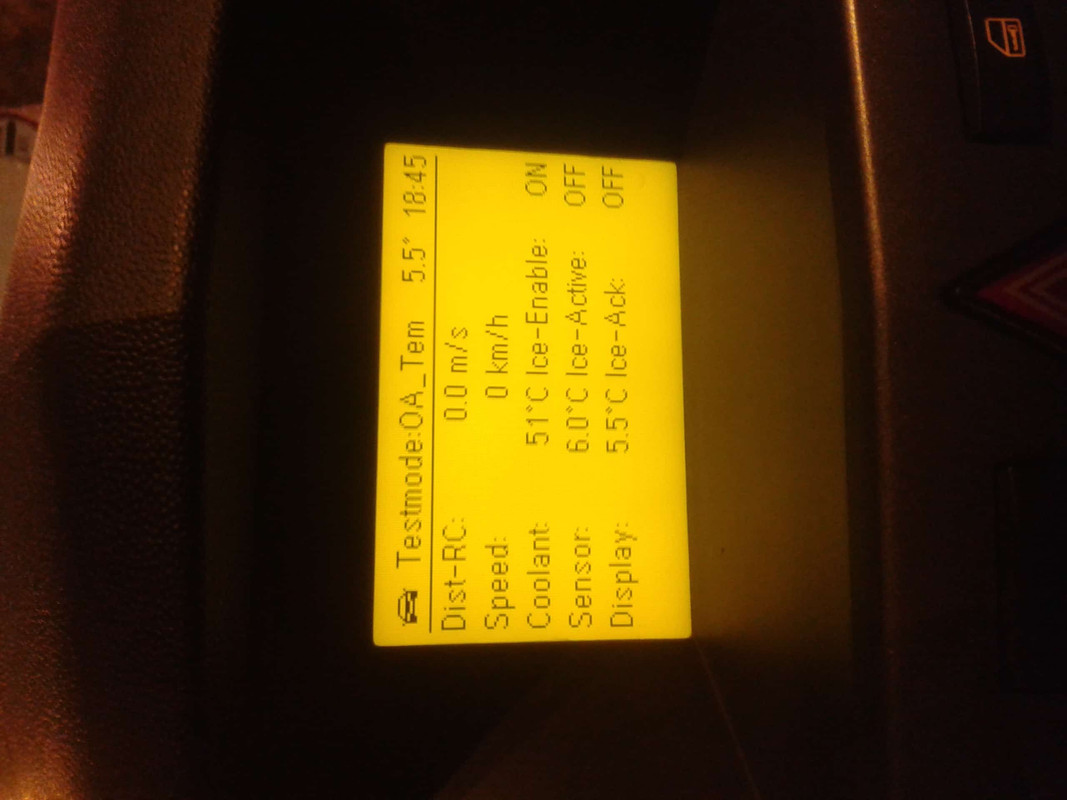 Testmode:OA_Tem 5.5° 18:45
Dist-RC: 0.0 m/s
Speed: 0 km/h
Coolant: 51°C Ice-Enable: ON
Sensor: 6.0°C Ice-Active: OFF
Display: 5.5°C Ice-Ack: OFF